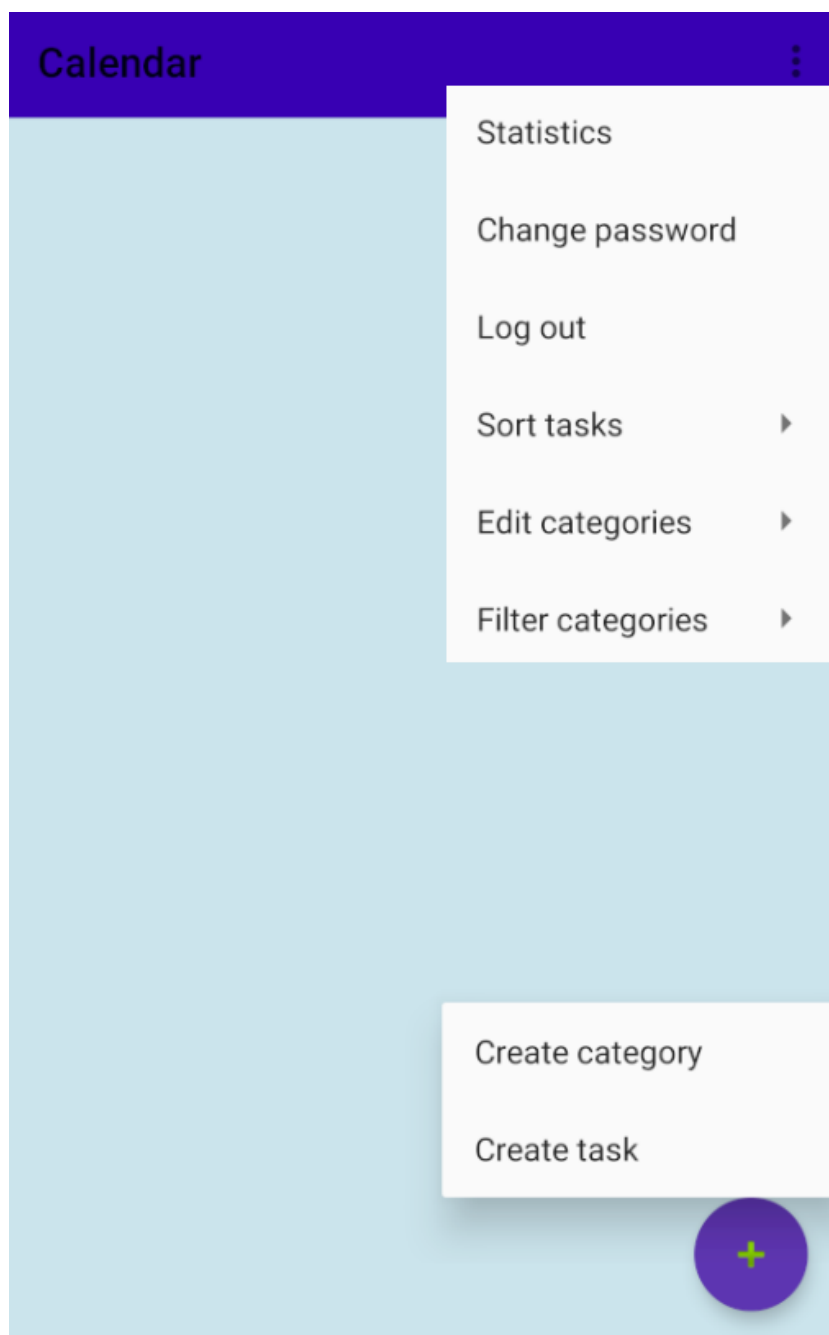 Calendar
Statistics
Change password
Log out
Sort tasks
Edit categories
Filter categories
Create category
Create task
+